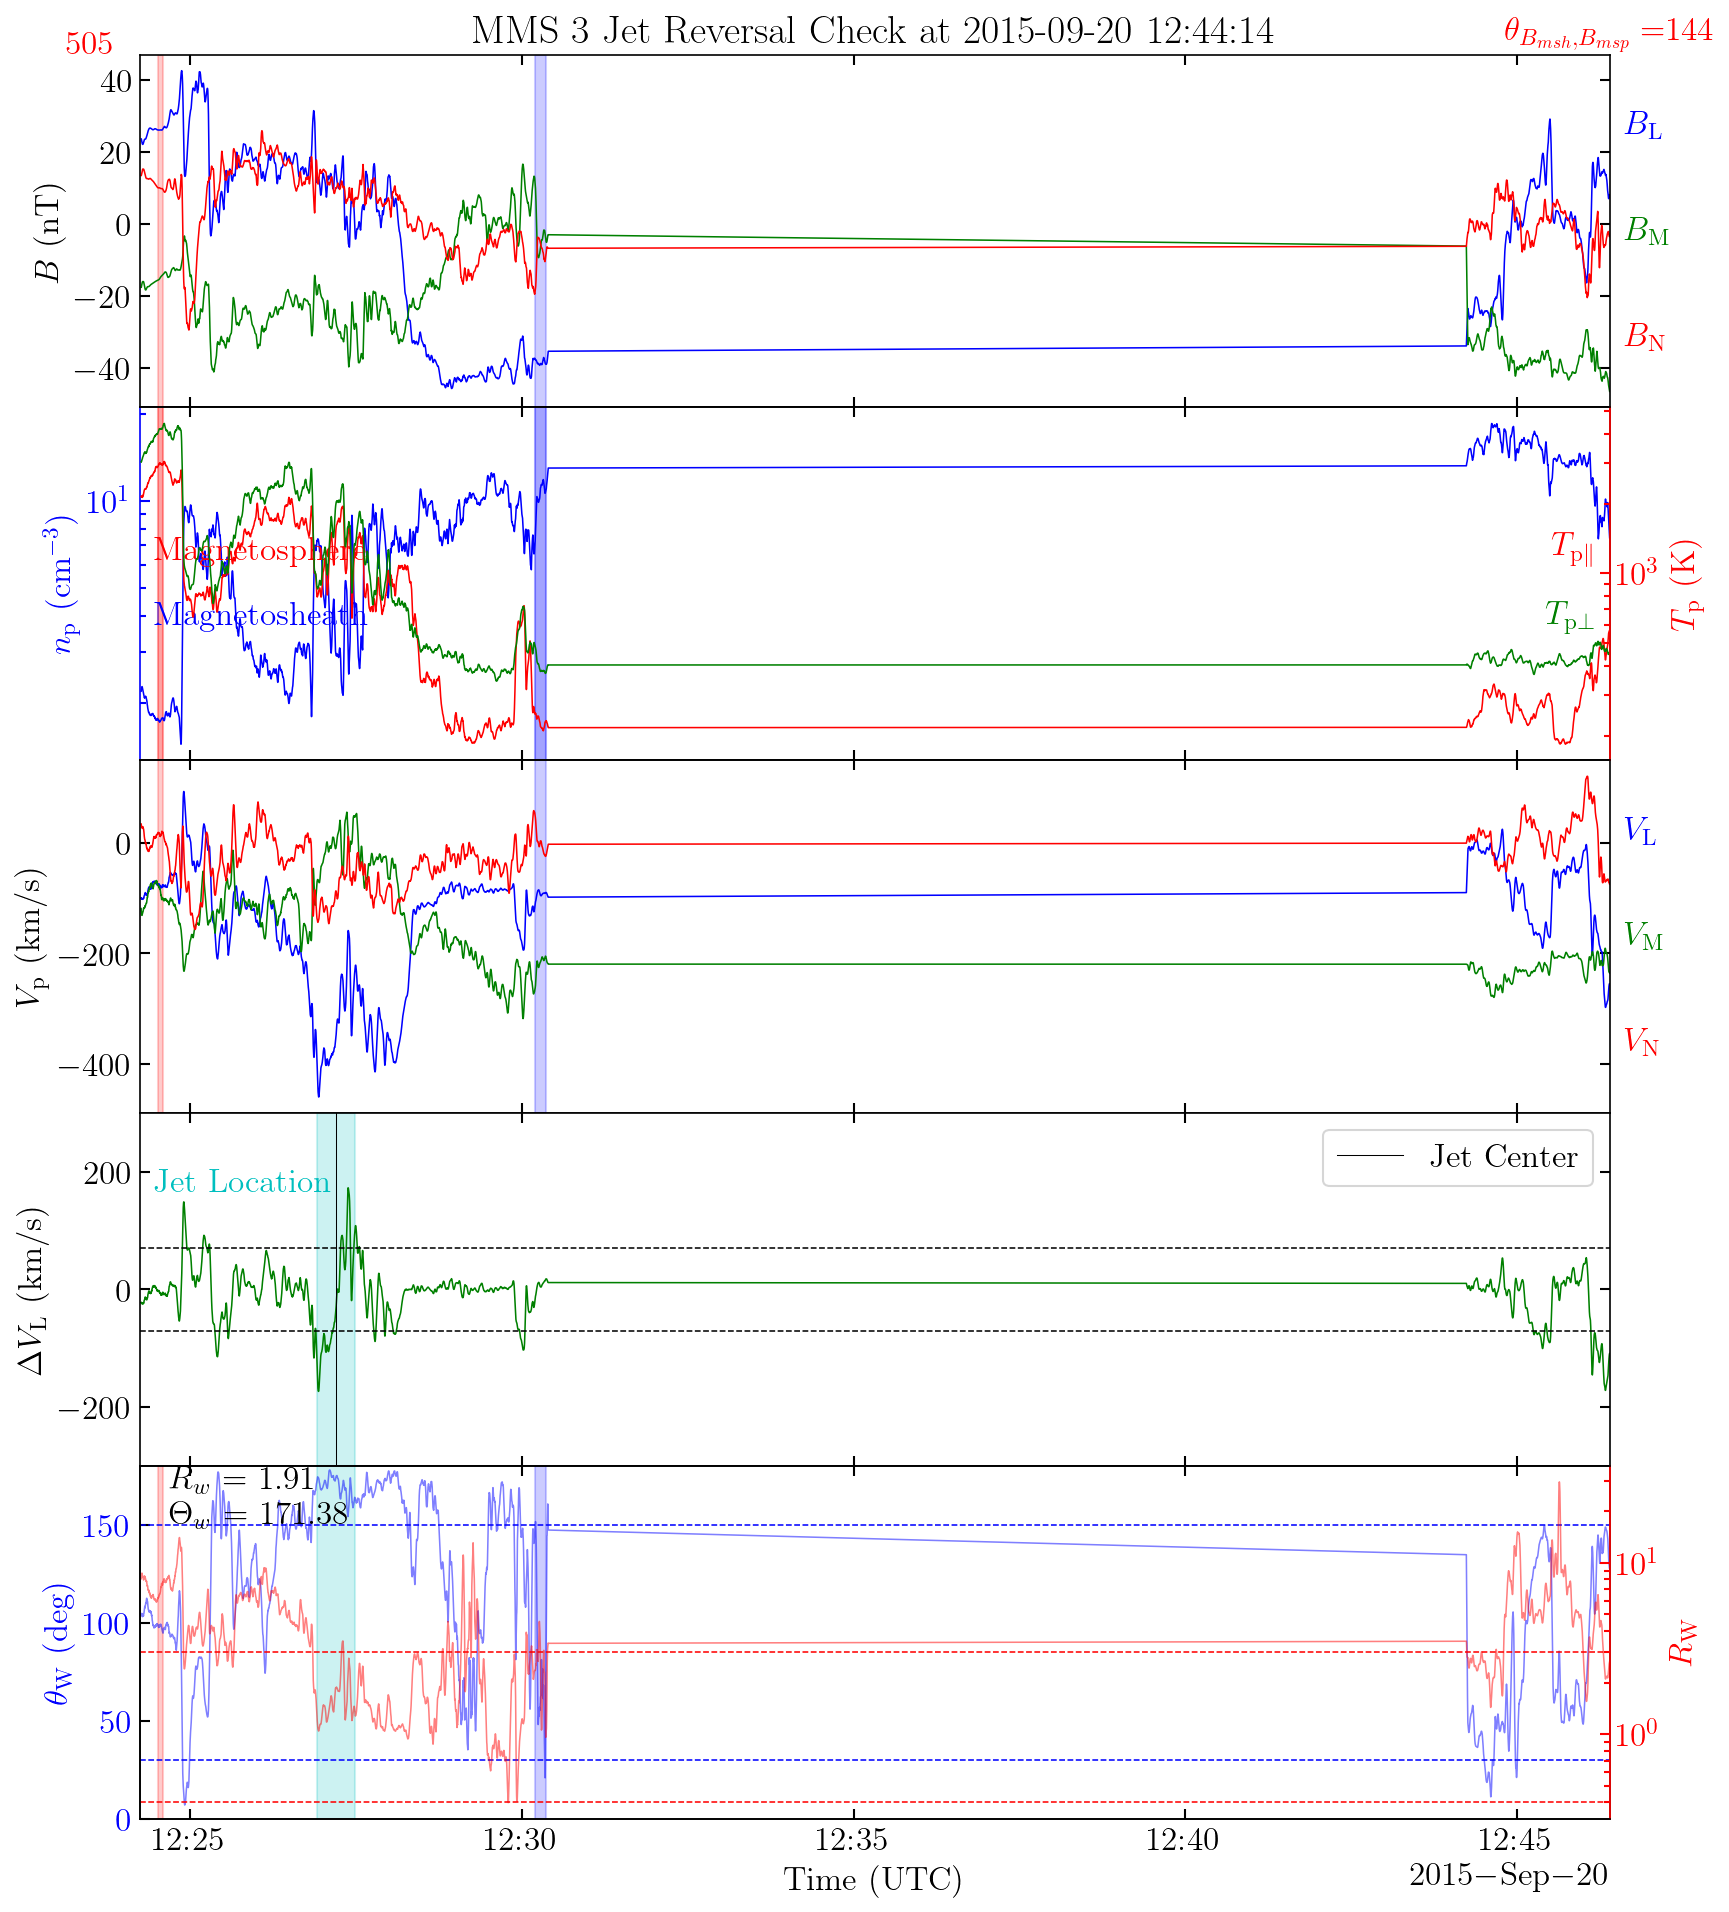 MMS 3 Jet Reversal Check at 2015-09-20 12:44:14
505
θ_{B_{msh},B_{msp}} =144
40
20
0
−20
−40
B (nT)
B_L
B_M
B_N
10^1
n_p (cm^{−3})
Magnetosphere
Magnetosheath
T_{p∥}
T_{p⊥}
10^3
T_p (K)
0
−200
−400
V_p (km/s)
V_L
V_M
V_N
200
0
−200
ΔV_L (km/s)
Jet Location
Jet Center
R_w = 1.91
Θ_w = 171.38
150
100
50
0
θ_W (deg)
10^1
10^0
R_W
12:25 12:30 12:35 12:40 12:45
2015−Sep−20
Time (UTC)